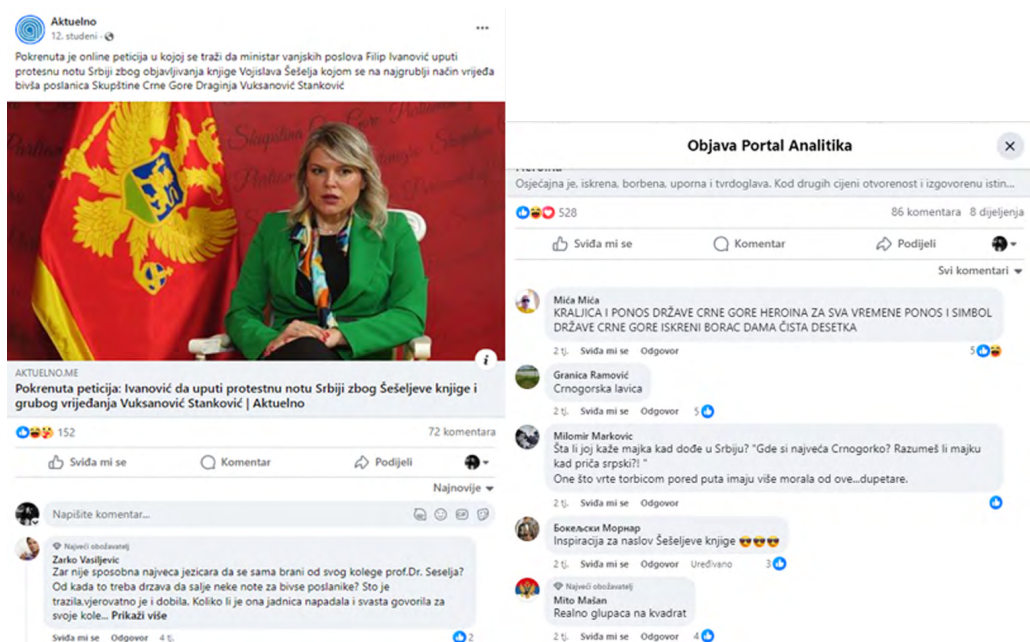 Aktuelno
12. studeni ·
Pokrenuta je online peticija u kojoj se traži da ministar vanjskih poslova Filip Ivanović uputi
protesnu notu Srbiji zbog objavljivanja knjige Vojislava Šešelja kojom se na najgrublji način vrijeđa
bivša poslanica Skupštine Crne Gore Draginja Vuksanović Stanković
Skupština Crne Gore
AKTUELNO.ME
Pokrenuta peticija: Ivanović da uputi protestnu notu Srbiji zbog Šešeljeve knjige i
grubog vrijeđanja Vuksanović Stanković | Aktuelno
152
72 komentara
Sviđa mi se Komentar Podijeli
Najnovije
Napišite komentar...
GIF
Najveći obožavatelj
Zarko Vasiljevic
Zar nije sposobna najveca jezicara da se sama brani od svog kolege prof.Dr. Seselja?
Od kada to treba drzava da salje neke note za bivse poslanike? Sto je
trazila,vjerovatno je i dobila. Koliko li je ona jadnica napadala i svasta govorila za
svoje kole... Prikaži više
Sviđa mi se Odgovor 4 tj. 2
Objava Portal Analitika
Heroina
Osjećajna je, iskrena, borbena, uporna i tvrdoglava. Kod drugih cijeni otvorenost i izgovorenu istin...
528
86 komentara 8 dijeljenja
Sviđa mi se Komentar Podijeli
Svi komentari
Mića Mića
KRALJICA I PONOS DRŽAVE CRNE GORE HEROINA ZA SVA VREMENE PONOS I SIMBOL
DRŽAVE CRNE GORE ISKRENI BORAC DAMA ČISTA DESETKA
2 tj. Sviđa mi se Odgovor 5
Granica Ramović
Crnogorska lavica
2 tj. Sviđa mi se Odgovor 5
Milomir Markovic
Šta li joj kaže majka kad dođe u Srbiju? "Gde si najveća Crnogorko? Razumeš li majku
kad priča srpski?! "
One što vrte torbicom pored puta imaju više morala od ove...dupetare.
2 tj. Sviđa mi se Odgovor
Бокељски Морнар
Inspiracija za naslov Šešeljeve knjige 😎😎😎
2 tj. Sviđa mi se Odgovor Uređivano 3
Najveći obožavatelj
Mito Mašan
Realno glupaca na kvadrat
2 tj. Sviđa mi se Odgovor 4